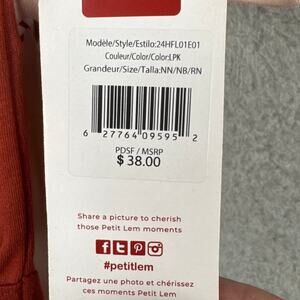 Modèle/Style/Estilo:24HFL01E01
Couleur/Color/Color:LPK
Grandeur/Size/Talla:NN/NB/RN
6 27764 09595 2
PDSF / MSRP
$ 38.00
Share a picture to cherish
those Petit Lem moments
#petitlem
Partagez une photo et chérissez
ces moments Petit Lem